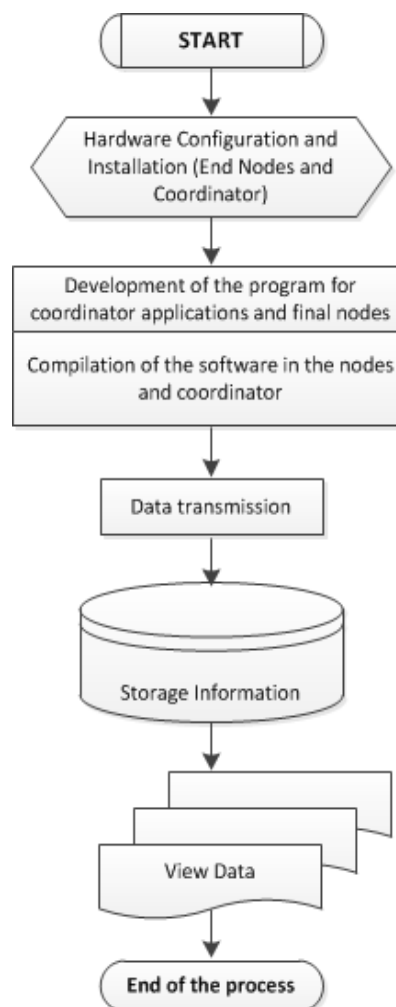 START
Hardware Configuration and
Installation (End Nodes and
Coordinator)
Development of the program for
coordinator applications and final nodes
Compilation of the software in the nodes
and coordinator
Data transmission
Storage Information
View Data
End of the process